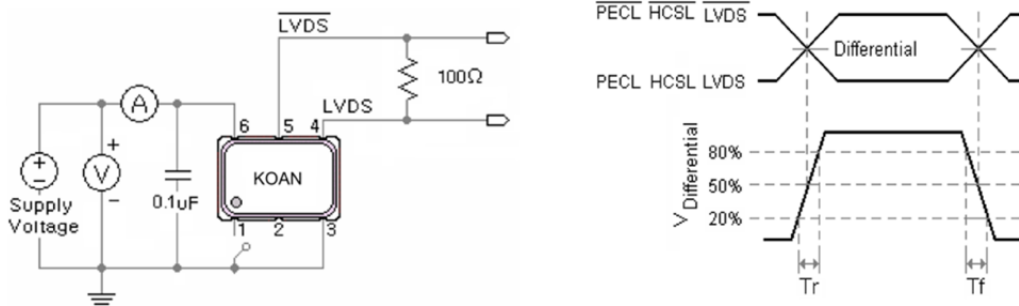 LVDS
100Ω
A
LVDS
6 5 4
V
KOAN
0.1uF
Supply
Voltage
1 2 3
PECL HCSL LVDS
Differential
PECL HCSL LVDS
80%
50%
20%
V Differential
Tr Tf